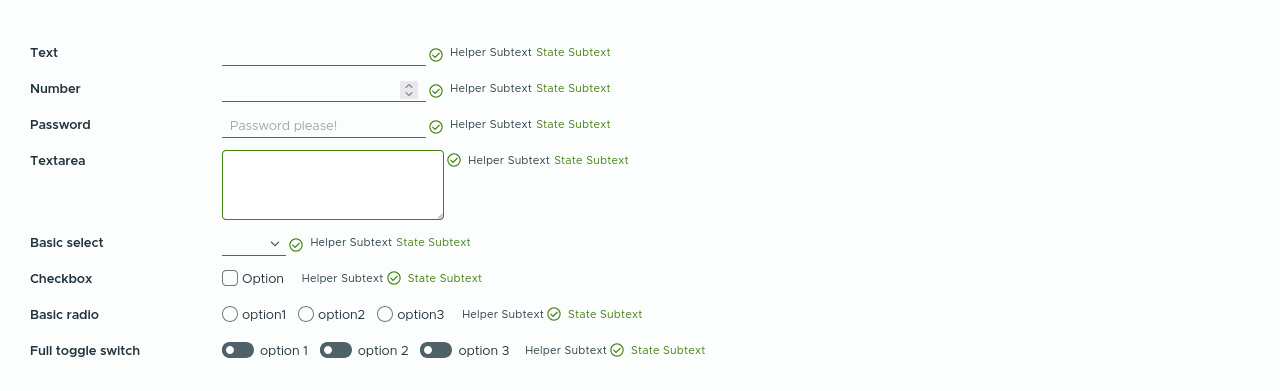 Text Helper Subtext State Subtext
Number Helper Subtext State Subtext
Password Password please! Helper Subtext State Subtext
Textarea Helper Subtext State Subtext
Basic select Helper Subtext State Subtext
Checkbox Option Helper Subtext State Subtext
Basic radio option1 option2 option3 Helper Subtext State Subtext
Full toggle switch option 1 option 2 option 3 Helper Subtext State Subtext